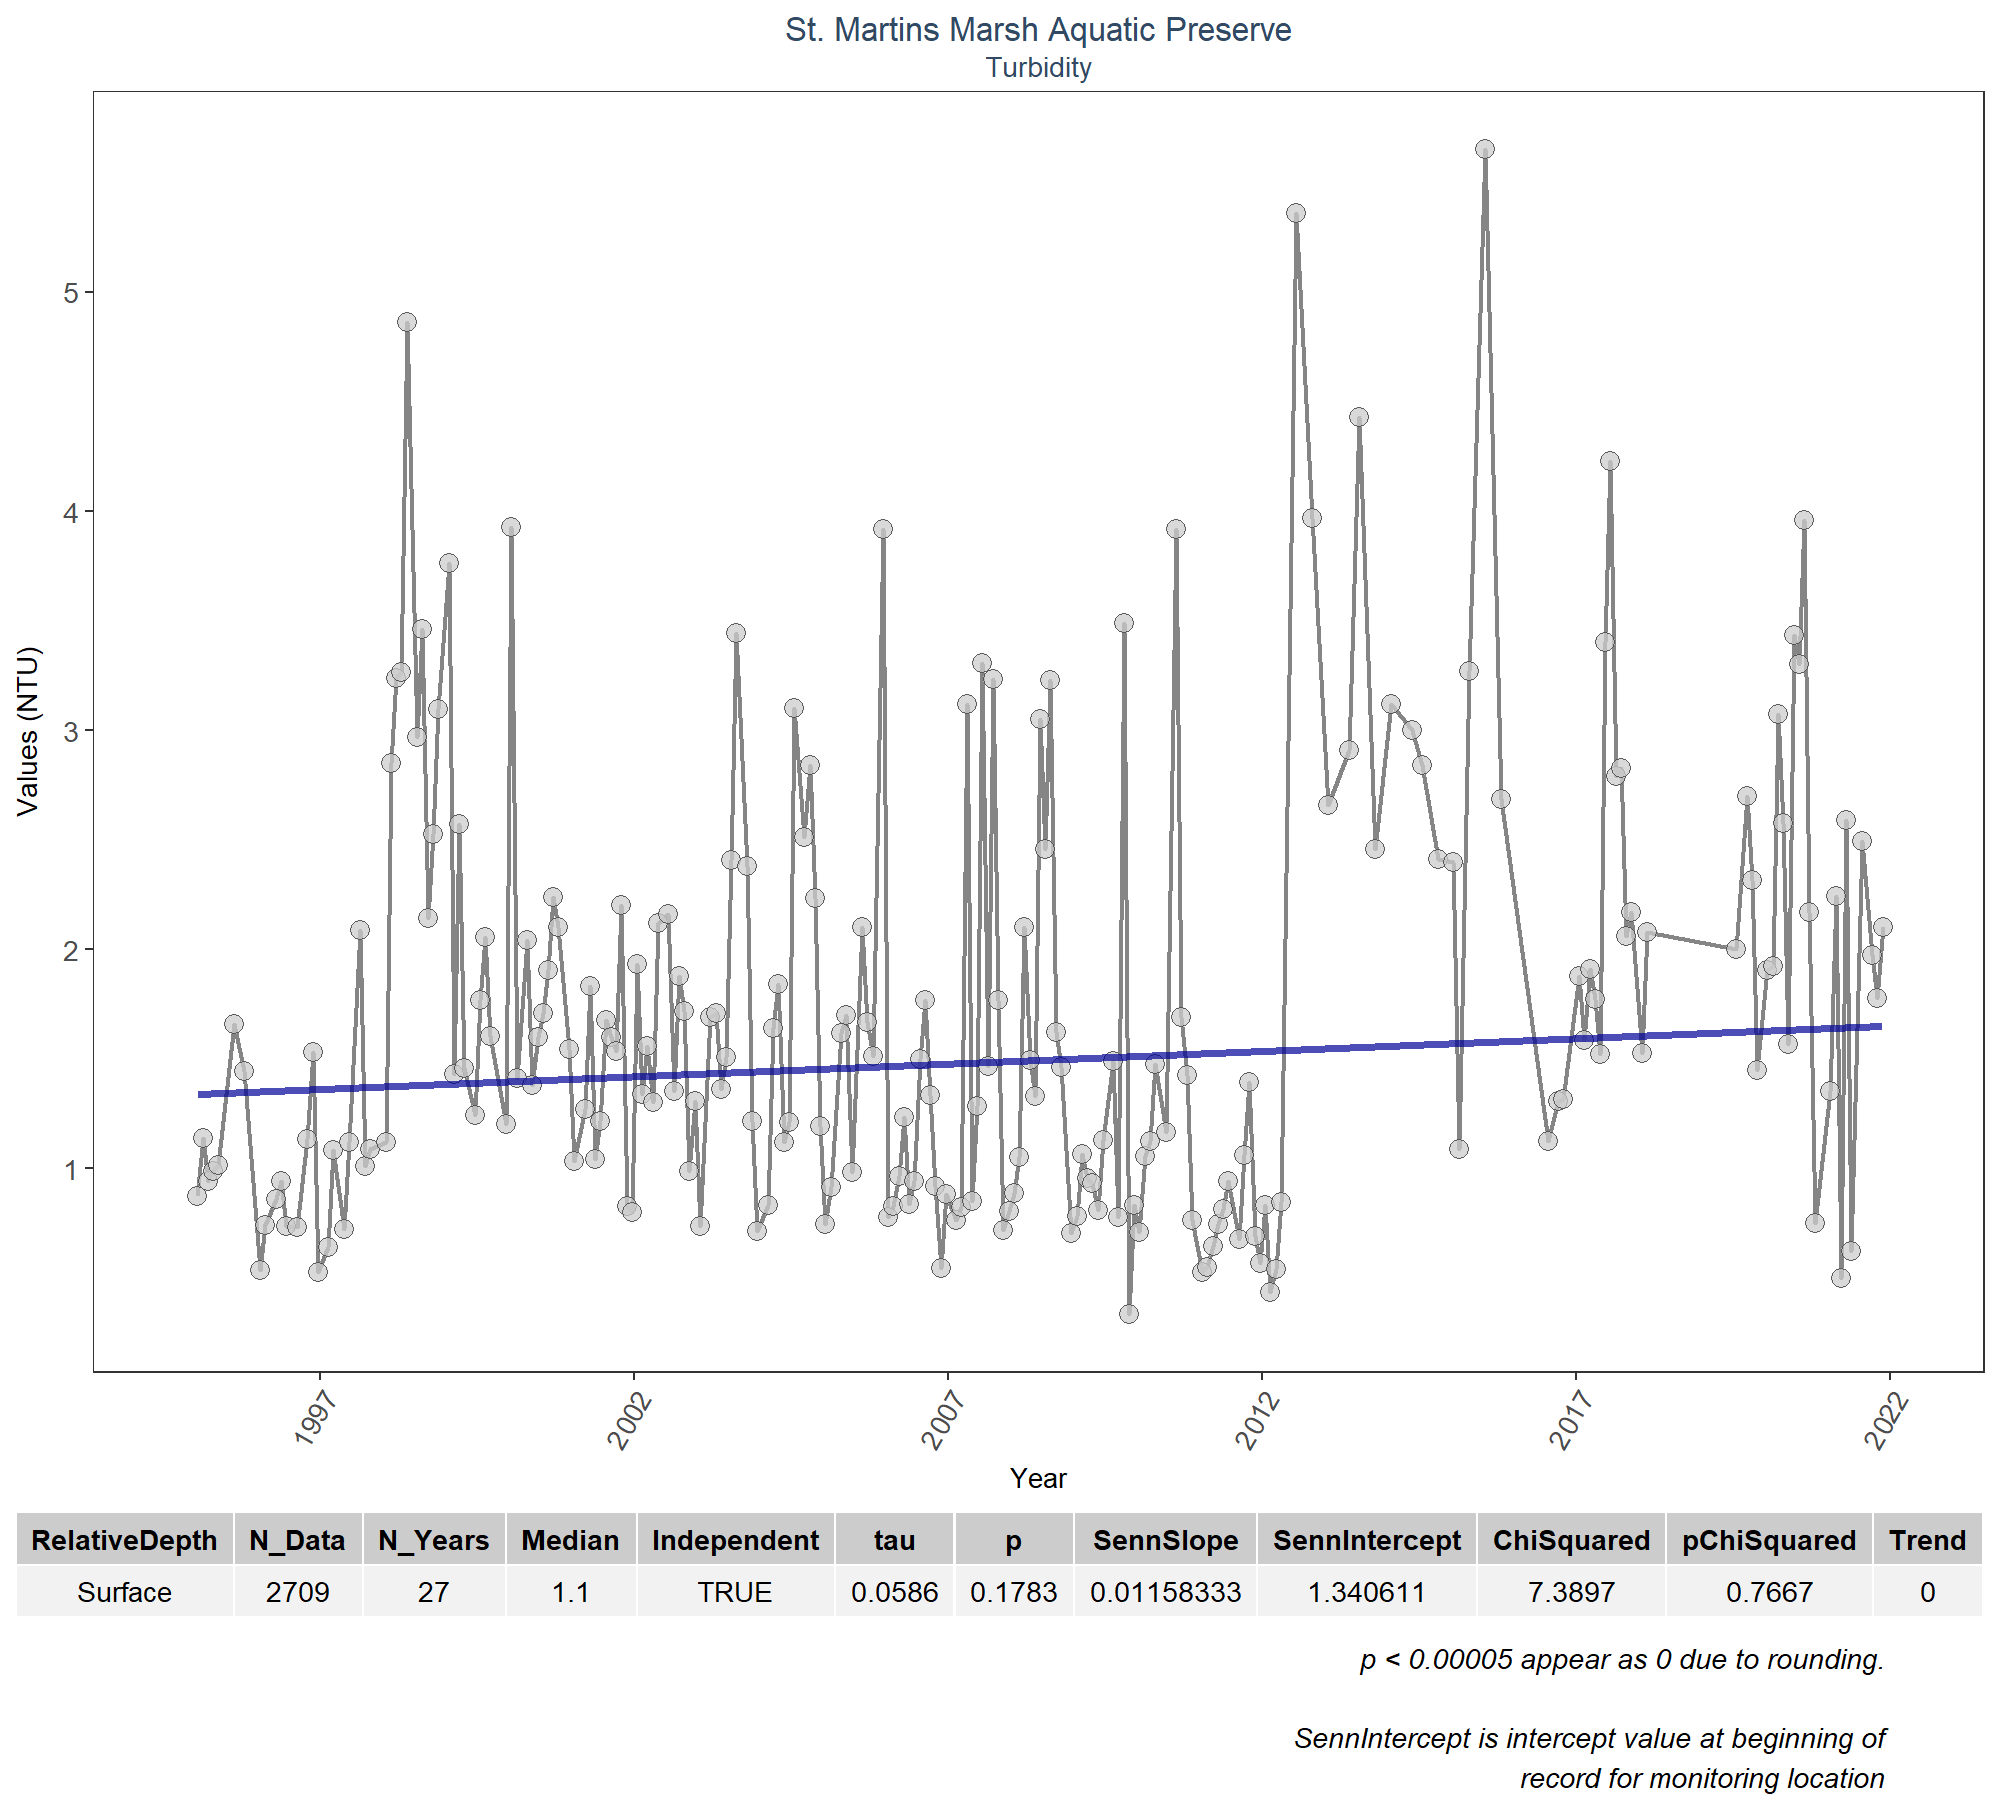 St. Martins Marsh Aquatic Preserve
Turbidity
Values (NTU)
5
4
3
2
1
1997 2002 2007 2012 2017 2022
Year
RelativeDepth N_Data N_Years Median Independent tau p SennSlope SennIntercept ChiSquared pChiSquared Trend
Surface 2709 27 1.1 TRUE 0.0586 0.1783 0.01158333 1.340611 7.3897 0.7667 0
p < 0.00005 appear as 0 due to rounding.
SennIntercept is intercept value at beginning of
record for monitoring location